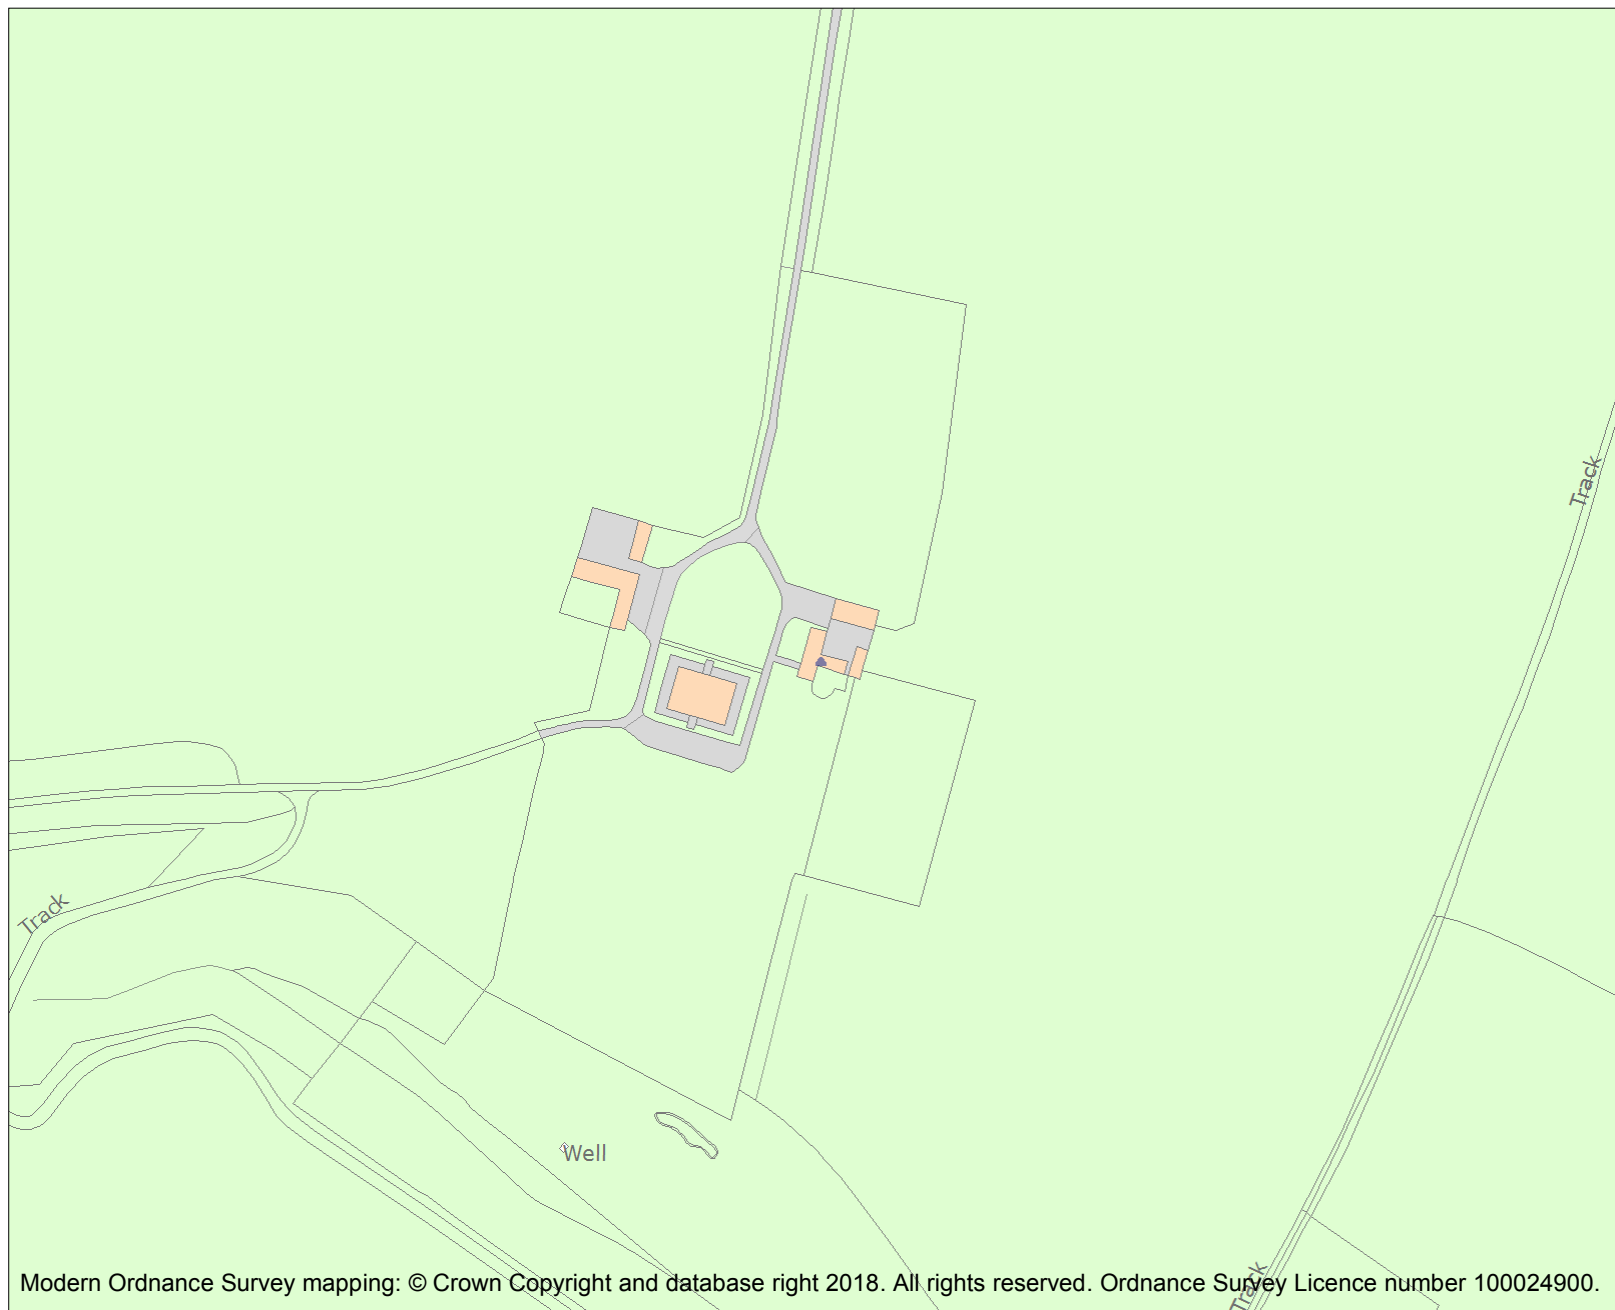 Track
Track
Well
Track
Modern Ordnance Survey mapping: © Crown Copyright and database right 2018. All rights reserved. Ordnance Survey Licence number 100024900.